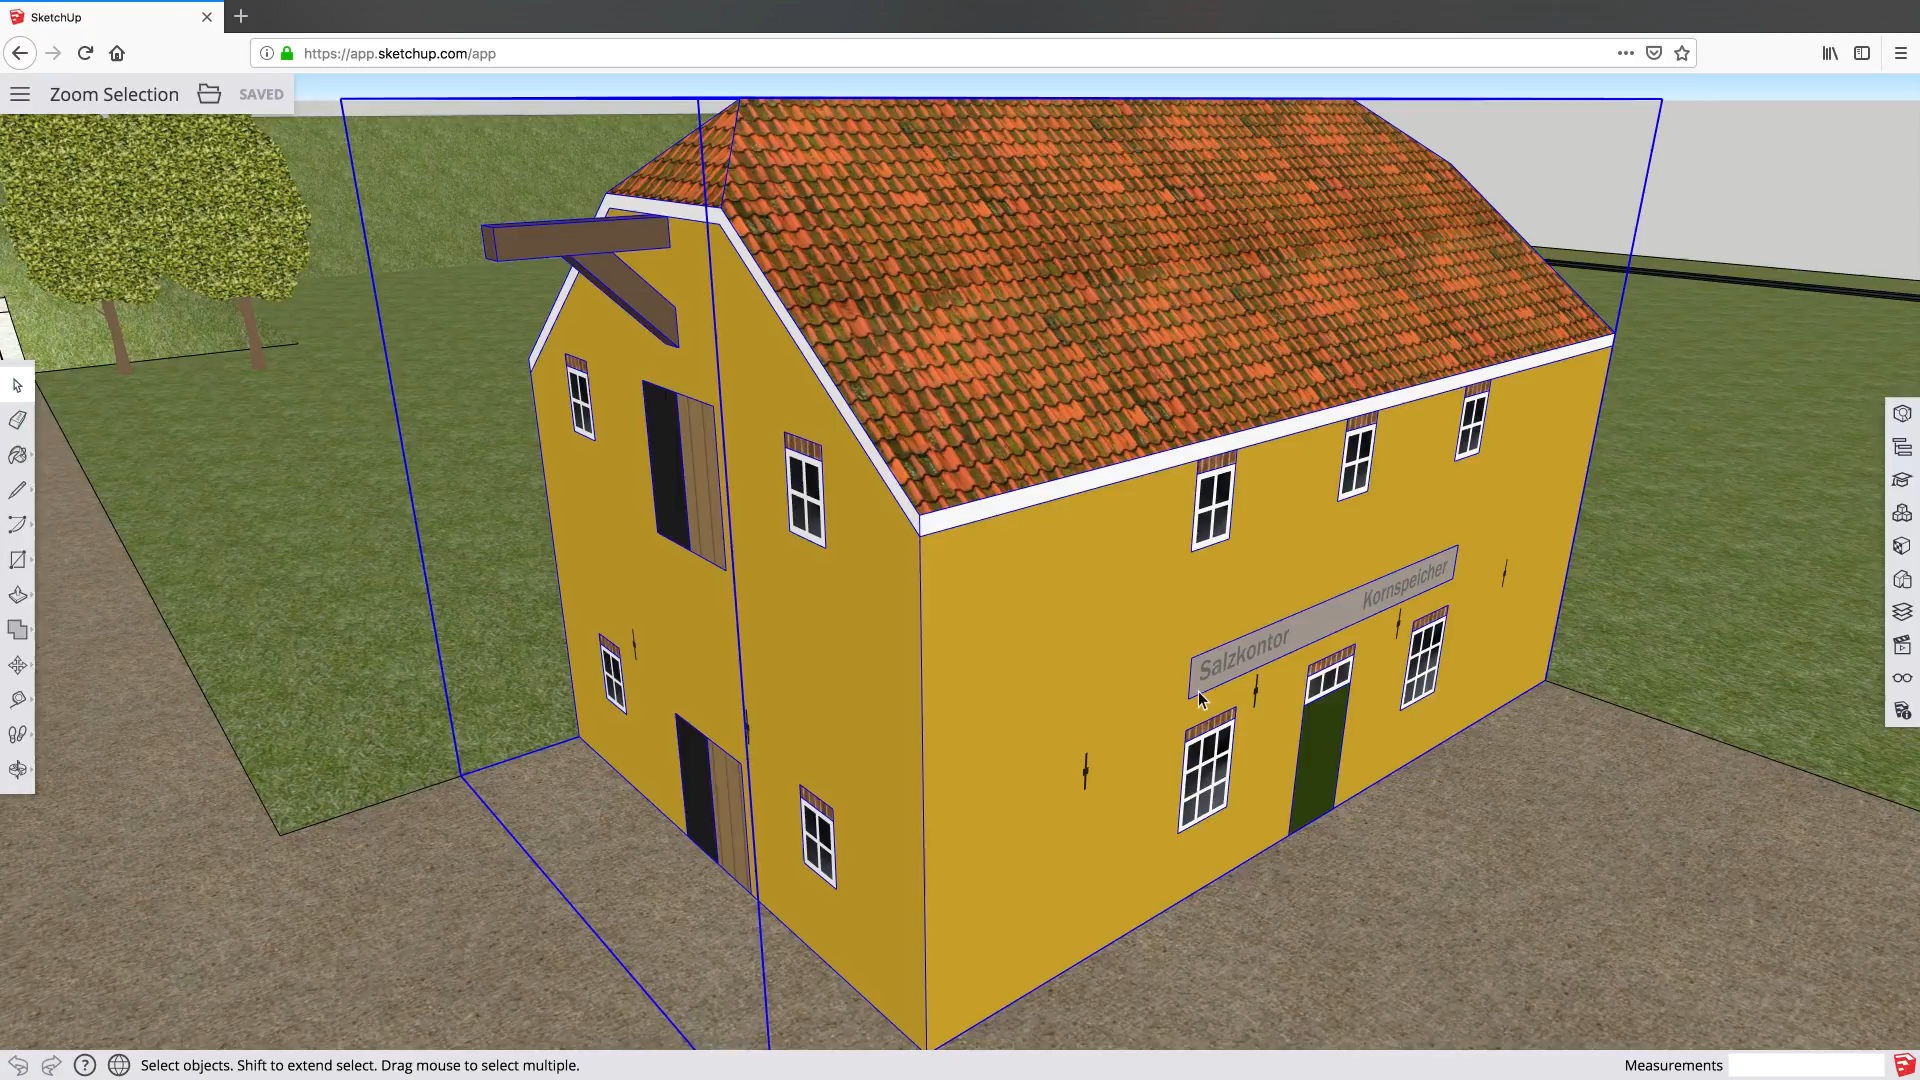 SketchUp
https://app.sketchup.com/app
Zoom Selection
SAVED
Kornspeicher
Salzkontor
Select objects. Shift to extend select. Drag mouse to select multiple.
Measurements